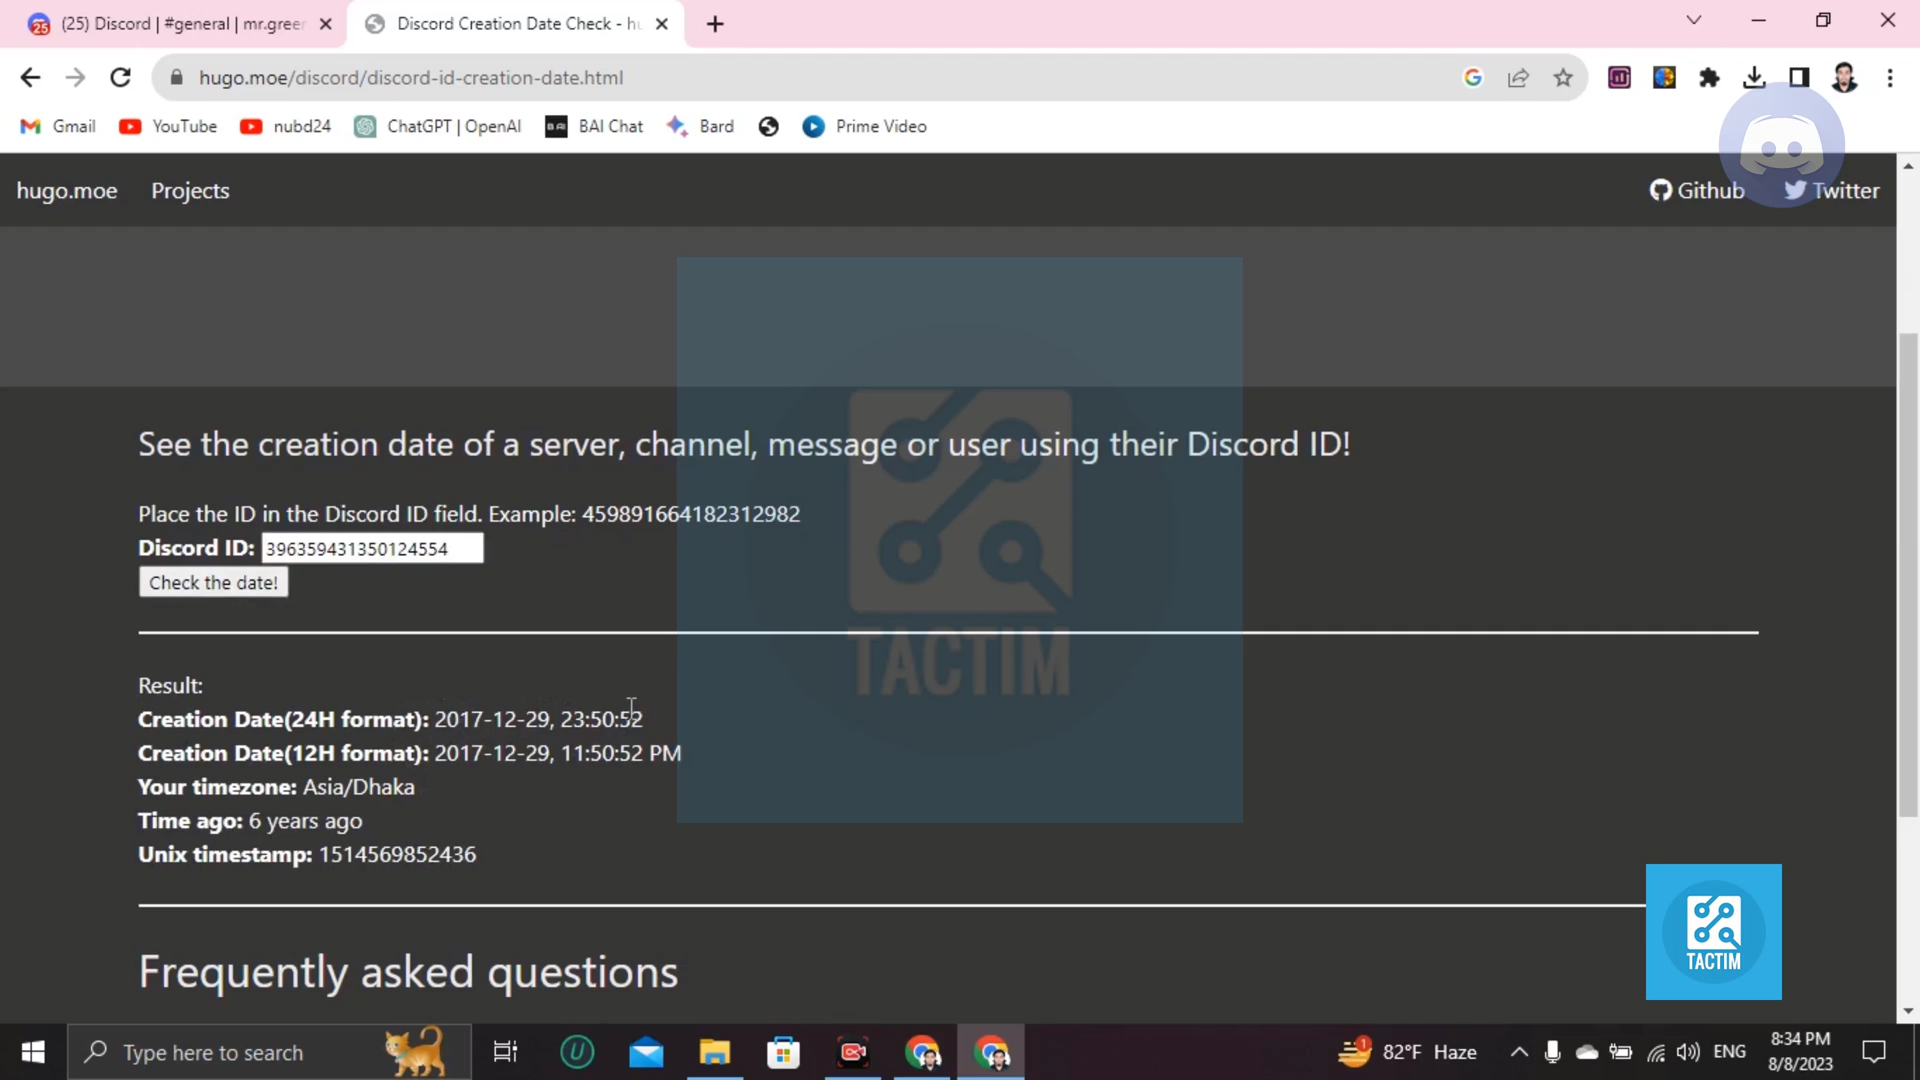 25
(25) Discord | #general | mr.green
Discord Creation Date Check - hu
hugo.moe/discord/discord-id-creation-date.html
Gmail
YouTube
nubd24
ChatGPT | OpenAI
BAI
BAI Chat
Bard
Prime Video
hugo.moe
Projects
Github
Twitter
See the creation date of a server, channel, message or user using their Discord ID!
Place the ID in the Discord ID field. Example: 459891664182312982
Discord ID: 396359431350124554
Check the date!
TACTIM
Result:
Creation Date(24H format): 2017-12-29, 23:50:52
Creation Date(12H format): 2017-12-29, 11:50:52 PM
Your timezone: Asia/Dhaka
Time ago: 6 years ago
Unix timestamp: 1514569852436
TACTIM
Frequently asked questions
Type here to search
U
1
82°F Haze
ENG
8:34 PM
8/8/2023